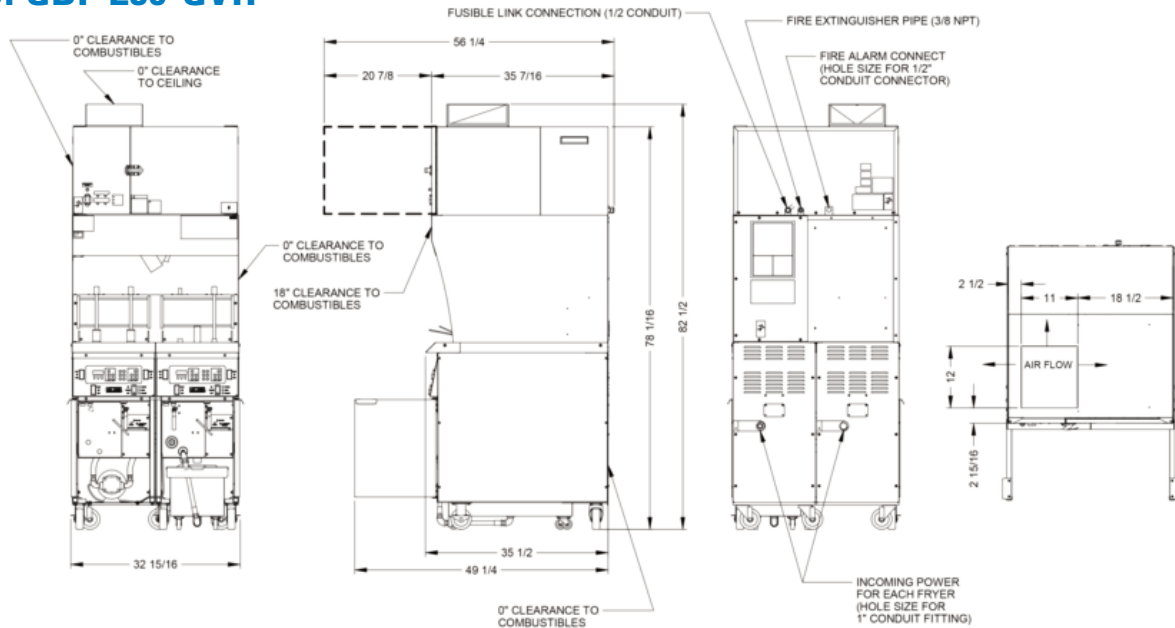 FUSIBLE LINK CONNECTION (1/2 CONDUIT)
FIRE EXTINGUISHER PIPE (3/8 NPT)
0" CLEARANCE TO
COMBUSTIBLES
56 1/4
FIRE ALARM CONNECT
(HOLE SIZE FOR 1/2"
CONDUIT CONNECTOR)
0" CLEARANCE
TO CEILING
20 7/8
35 7/16
0" CLEARANCE TO
COMBUSTIBLES
18" CLEARANCE TO
COMBUSTIBLES
78 1/16
82 1/2
2 1/2
11
18 1/2
AIR FLOW
12
2 15/16
32 15/16
35 1/2
49 1/4
0" CLEARANCE TO
COMBUSTIBLES
INCOMING POWER
FOR EACH FRYER
(HOLE SIZE FOR
1" CONDUIT FITTING)